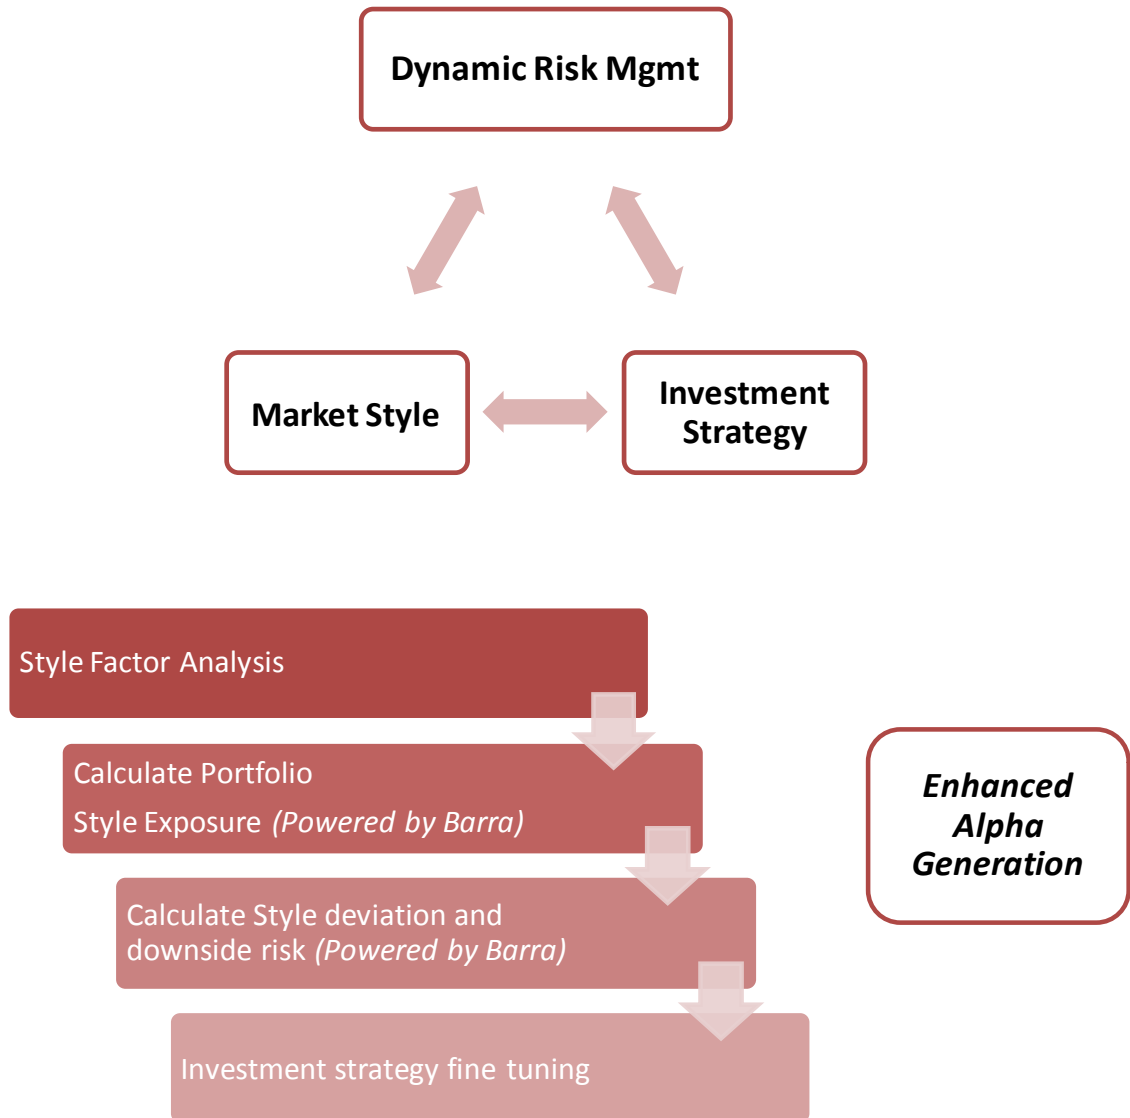 Dynamic Risk Mgmt
Market Style
Investment
Strategy
Style Factor Analysis
Calculate Portfolio
Style Exposure (Powered by Barra)
Calculate Style deviation and
downside risk (Powered by Barra)
Investment strategy fine tuning
Enhanced
Alpha
Generation